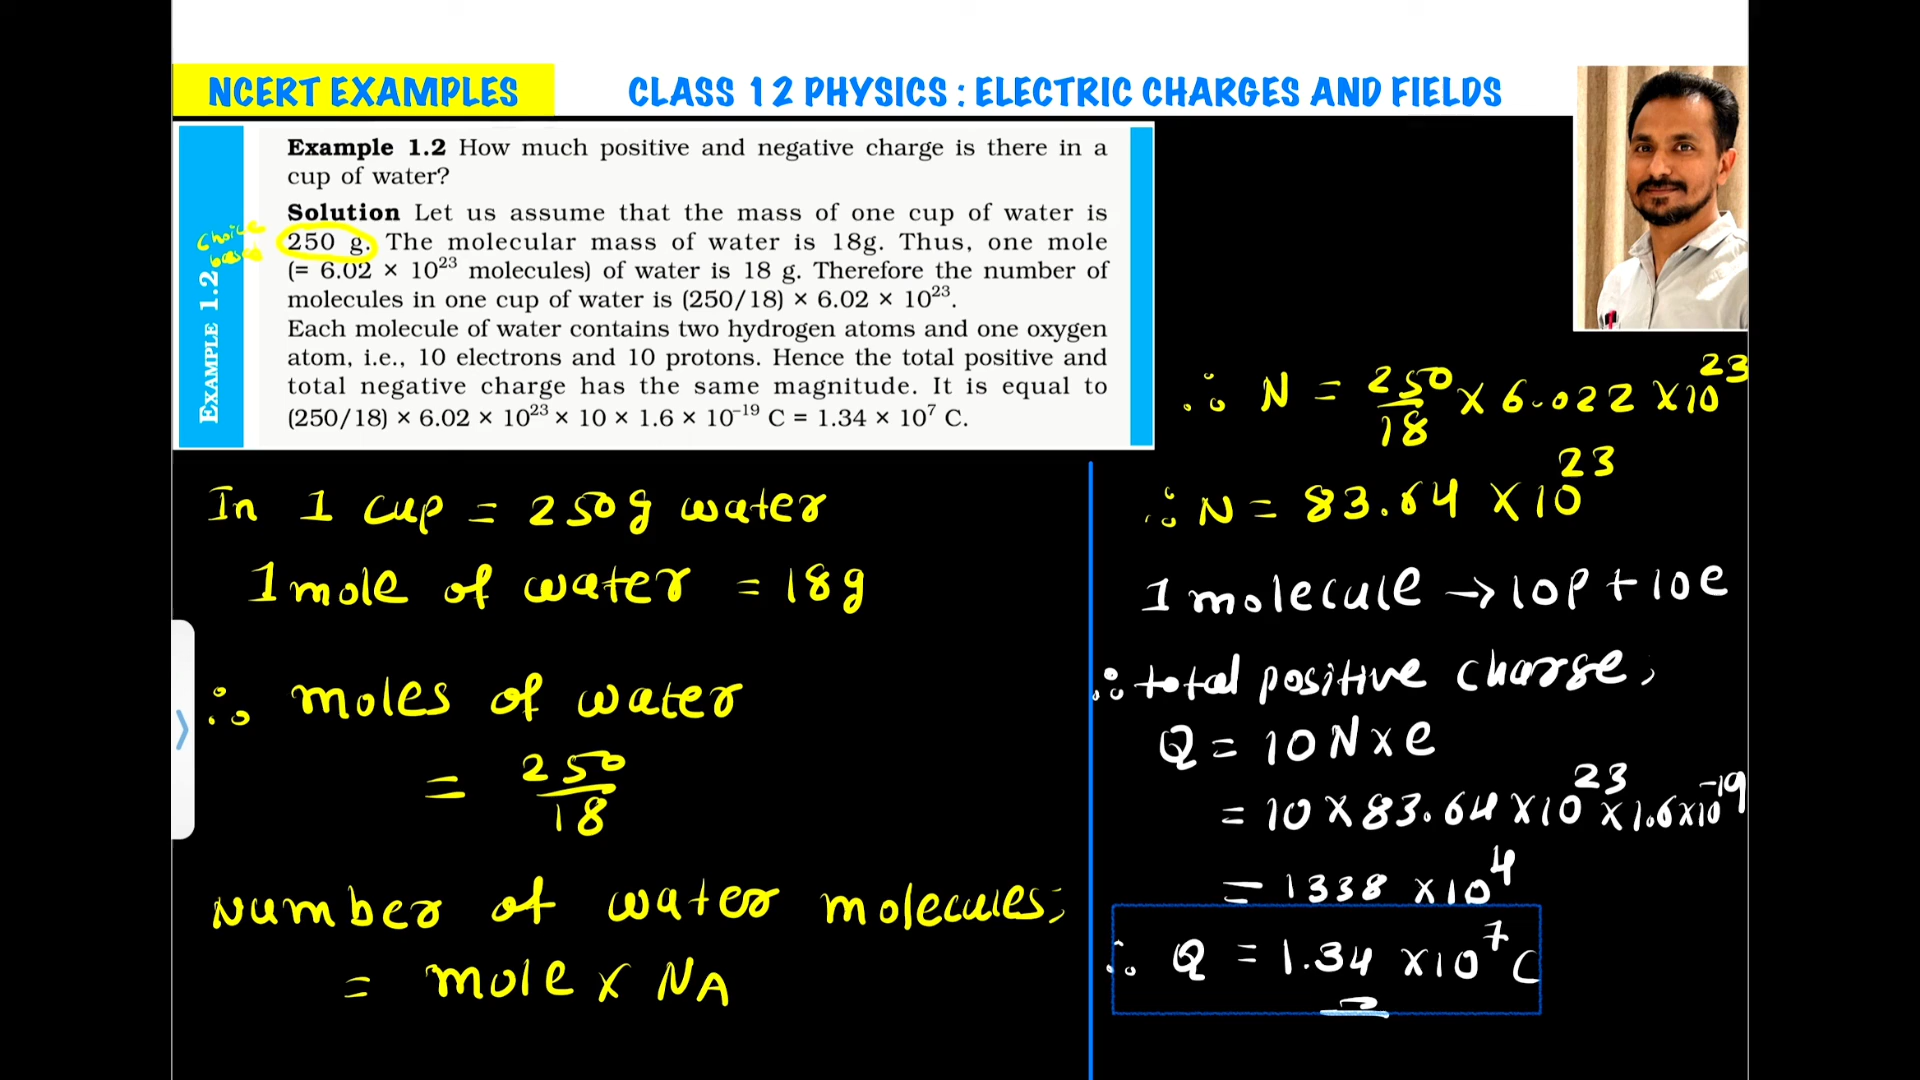 NCERT EXAMPLES
CLASS 12 PHYSICS : ELECTRIC CHARGES AND FIELDS
EXAMPLE 1.2
Example 1.2 How much positive and negative charge is there in a
cup of water?
Solution Let us assume that the mass of one cup of water is
250 g. The molecular mass of water is 18g. Thus, one mole
(= 6.02 × 10²³ molecules) of water is 18 g. Therefore the number of
molecules in one cup of water is (250/18) × 6.02 × 10²³.
Each molecule of water contains two hydrogen atoms and one oxygen
atom, i.e., 10 electrons and 10 protons. Hence the total positive and
total negative charge has the same magnitude. It is equal to
(250/18) × 6.02 × 10²³ × 10 × 1.6 × 10⁻¹⁹ C = 1.34 × 10⁷ C.
choice
based
In 1 cup = 250g water
1 mole of water = 18g
∴ moles of water
= 250/18
Number of water molecules;
= mole × NA
∴ N = 250/18 × 6.022 × 10²³
∴ N = 83.64 × 10²³
1 molecule → 10P + 10e
∴ total positive charge,
Q = 10N × e
= 10 × 83.64 × 10²³ × 1.6 × 10⁻¹⁹
= 1338 × 10⁴
∴ Q = 1.34 × 10⁷ C